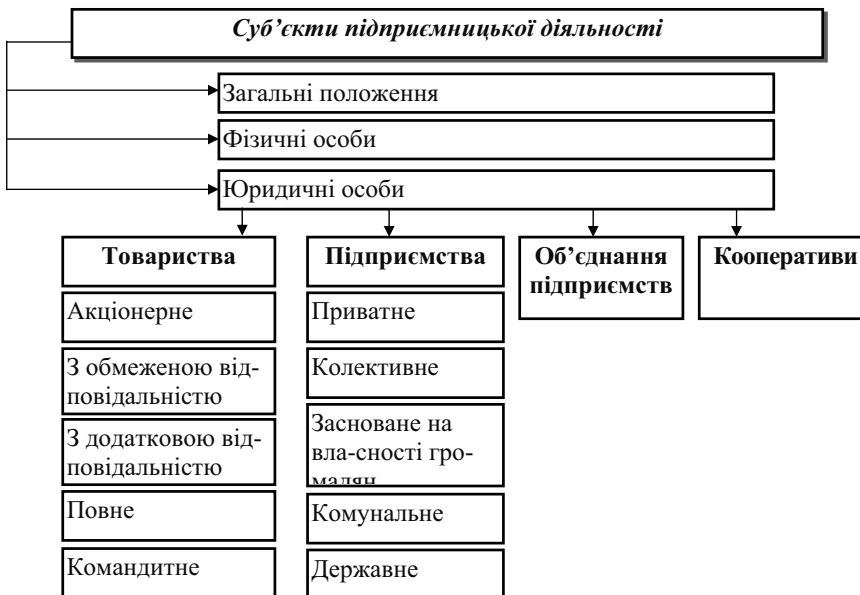 Суб’єкти підприємницької діяльності
Загальні положення
Фізичні особи
Юридичні особи
Товариства
Акціонерне
З обмеженою від-
повідальністю
З додатковою від-
повідальністю
Повне
Командитне
Підприємства
Приватне
Колективне
Засноване на
вла-сності гро-
мадян
Комунальне
Державне
Об’єднання
підприємств
Кооперативи